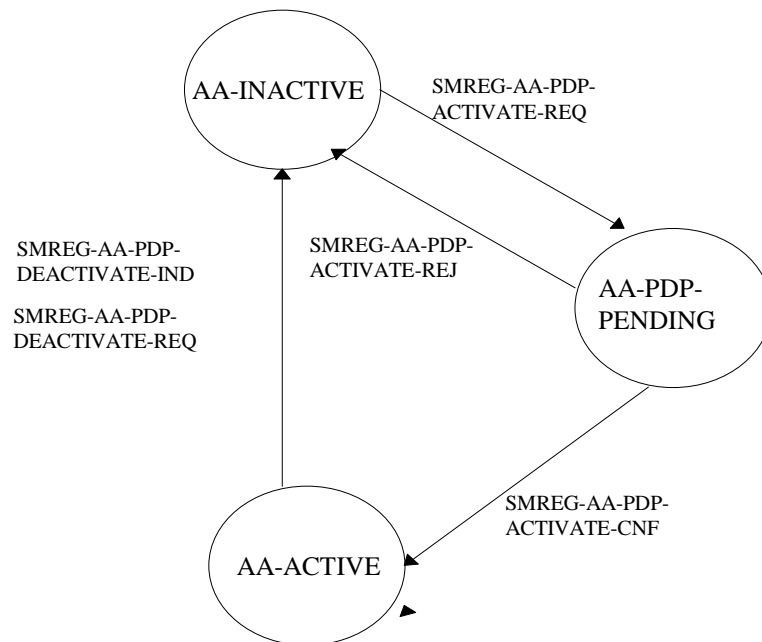 AA-INACTIVE
SMREG-AA-PDP-
ACTIVATE-REQ
SMREG-AA-PDP-
DEACTIVATE-IND
SMREG-AA-PDP-
ACTIVATE-REJ
SMREG-AA-PDP-
DEACTIVATE-REQ
AA-PDP-
PENDING
SMREG-AA-PDP-
ACTIVATE-CNF
AA-ACTIVE